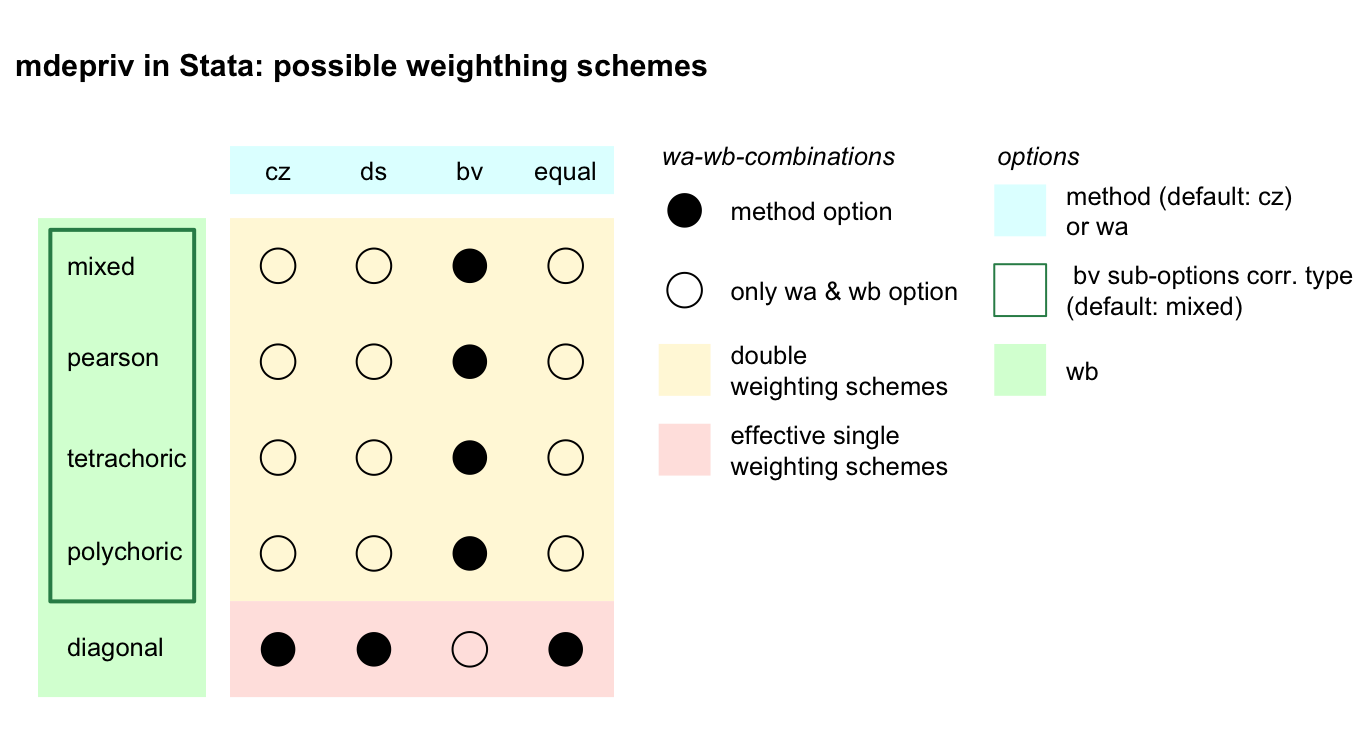 mdepriv in Stata: possible weighthing schemes
cz ds bv equal
mixed
pearson
tetrachoric
polychoric
diagonal
wa-wb-combinations
method option
only wa & wb option
double
weighting schemes
effective single
weighting schemes
options
method (default: cz)
or wa
bv sub-options corr. type
(default: mixed)
wb